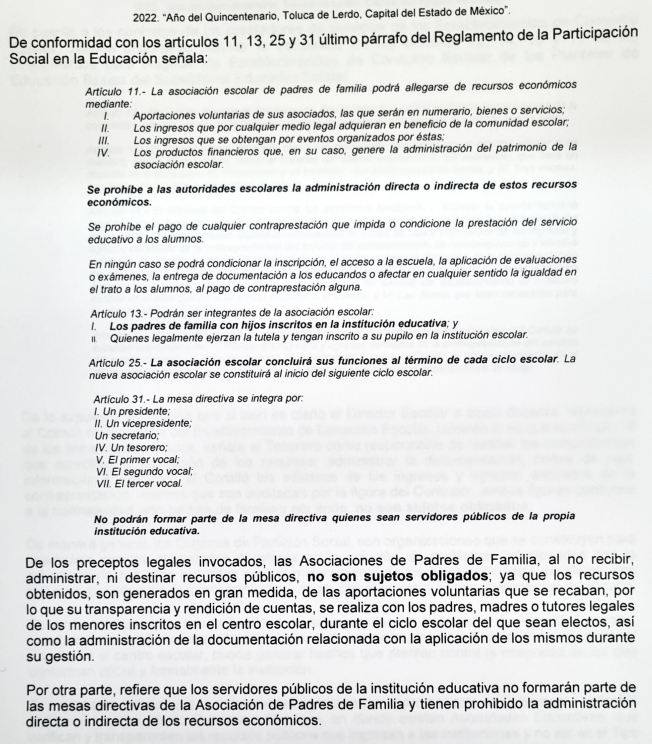 2022. "Año del Quincentenario, Toluca de Lerdo, Capital del Estado de México".
De conformidad con los artículos 11, 13, 25 y 31 último párrafo del Reglamento de la Participación
Social en la Educación señala:
Artículo 11.- La asociación escolar de padres de familia podrá allegarse de recursos económicos
mediante:
I. Aportaciones voluntarias de sus asociados, las que serán en numerario, bienes o servicios;
II. Los ingresos que por cualquier medio legal adquieran en beneficio de la comunidad escolar;
III. Los ingresos que se obtengan por eventos organizados por éstas;
IV. Los productos financieros que, en su caso, genere la administración del patrimonio de la
asociación escolar.
Se prohíbe a las autoridades escolares la administración directa o indirecta de estos recursos
económicos.
Se prohíbe el pago de cualquier contraprestación que impida o condicione la prestación del servicio
educativo a los alumnos.
En ningún caso se podrá condicionar la inscripción, el acceso a la escuela, la aplicación de evaluaciones
o exámenes, la entrega de documentación a los educandos o afectar en cualquier sentido la igualdad en
el trato a los alumnos, al pago de contraprestación alguna.
Artículo 13.- Podrán ser integrantes de la asociación escolar:
I. Los padres de familia con hijos inscritos en la institución educativa; y
II Quienes legalmente ejerzan la tutela y tengan inscrito a su pupilo en la institución escolar.
Artículo 25.- La asociación escolar concluirá sus funciones al término de cada ciclo escolar. La
nueva asociación escolar se constituirá al inicio del siguiente ciclo escolar.
Artículo 31.- La mesa directiva se integra por:
I. Un presidente;
II. Un vicepresidente;
Un secretario;
IV. Un tesorero;
V. El primer vocal;
VI. El segundo vocal;
VII. El tercer vocal.
No podrán formar parte de la mesa directiva quienes sean servidores públicos de la propia
institución educativa.
De los preceptos legales invocados, las Asociaciones de Padres de Familia, al no recibir,
administrar, ni destinar recursos públicos, no son sujetos obligados; ya que los recursos
obtenidos, son generados en gran medida, de las aportaciones voluntarias que se recaban, por
lo que su transparencia y rendición de cuentas, se realiza con los padres, madres o tutores legales
de los menores inscritos en el centro escolar, durante el ciclo escolar del que sean electos, así
como la administración de la documentación relacionada con la aplicación de los mismos durante
su gestión.
Por otra parte, refiere que los servidores públicos de la institución educativa no formarán parte de
las mesas directivas de la Asociación de Padres de Familia y tienen prohibido la administración
directa o indirecta de los recursos económicos.